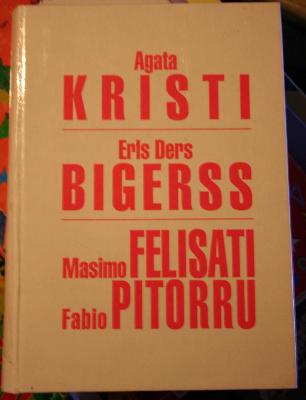 Agata
KRISTI
Erls Ders
BIGERSS
Masimo FELISATI
Fabio PITORRU